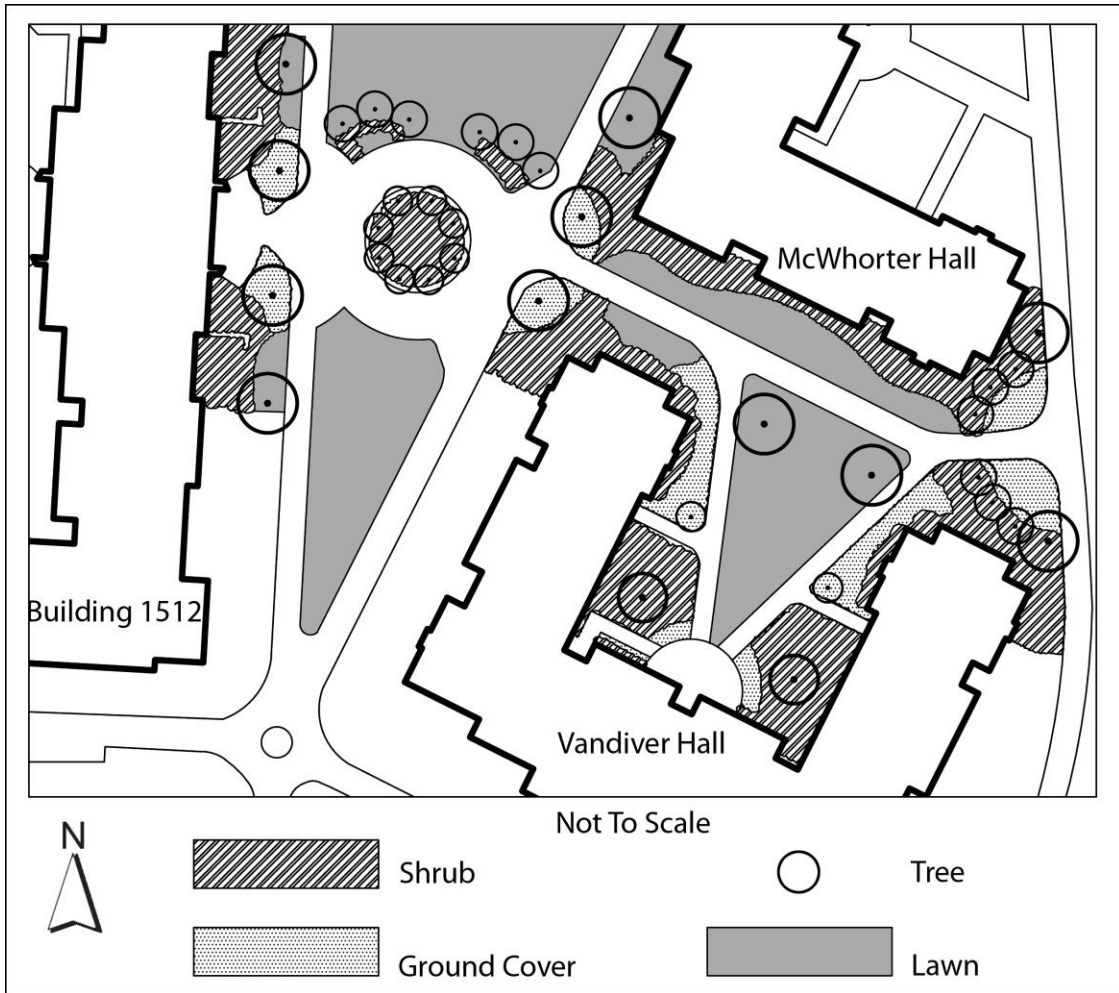 McWhorter Hall
Building 1512
Vandiver Hall
Not To Scale
N
Shrub
Tree
Ground Cover
Lawn